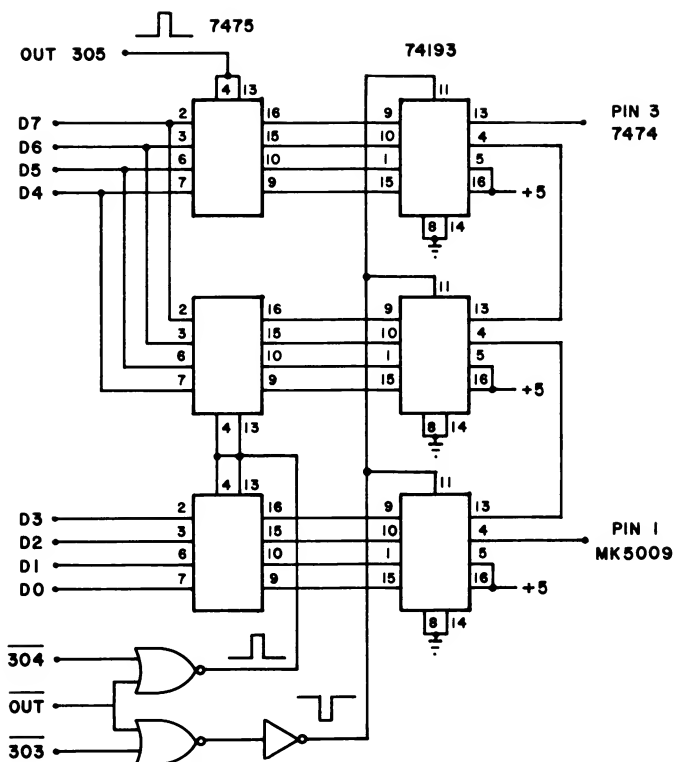 7475
OUT 305
74193
4 13
11
D7 2 16 9 13 PIN 3
7474
D6 3 15 10 4
D5 6 10 1 5
D4 7 9 15 16 +5
8 14
11
2 16 9 13
3 15 10 4
6 10 1 5
7 9 15 16 +5
4 13
8 14
4 13
11
D3 2 16 9 13
D2 3 15 10 4 PIN 1
MK5009
D1 6 10 1 5
D0 7 9 15 16 +5
8 14
304
OUT
303